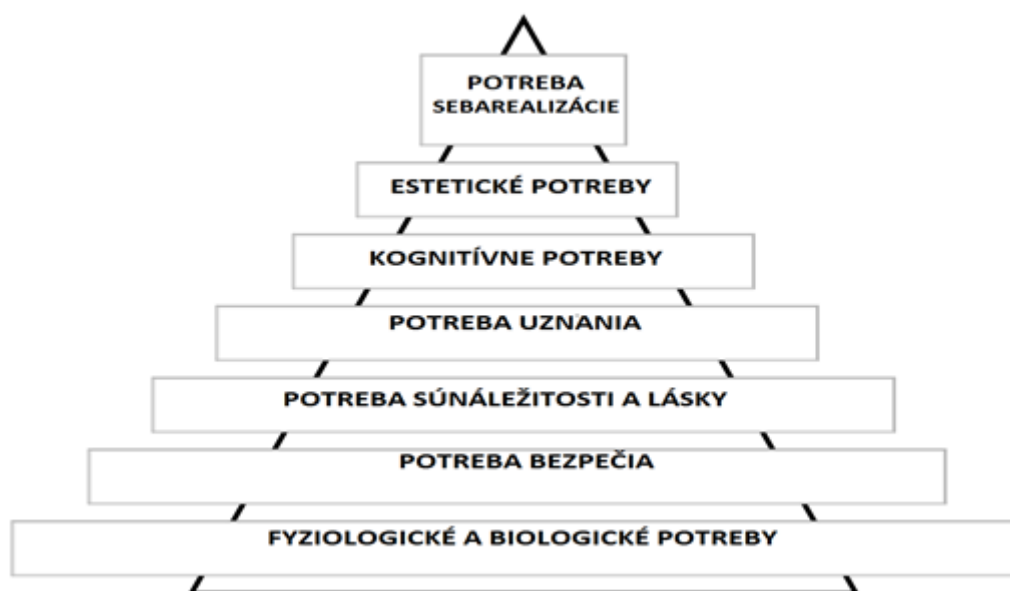 POTREBA
SEBAREALIZÁCIE
ESTETICKÉ POTREBY
KOGNITÍVNE POTREBY
POTREBA UZNANIA
POTREBA SÚNÁLEŽITOSTI A LÁSKY
POTREBA BEZPEČIA
FYZIOLOGICKÉ A BIOLOGICKÉ POTREBY